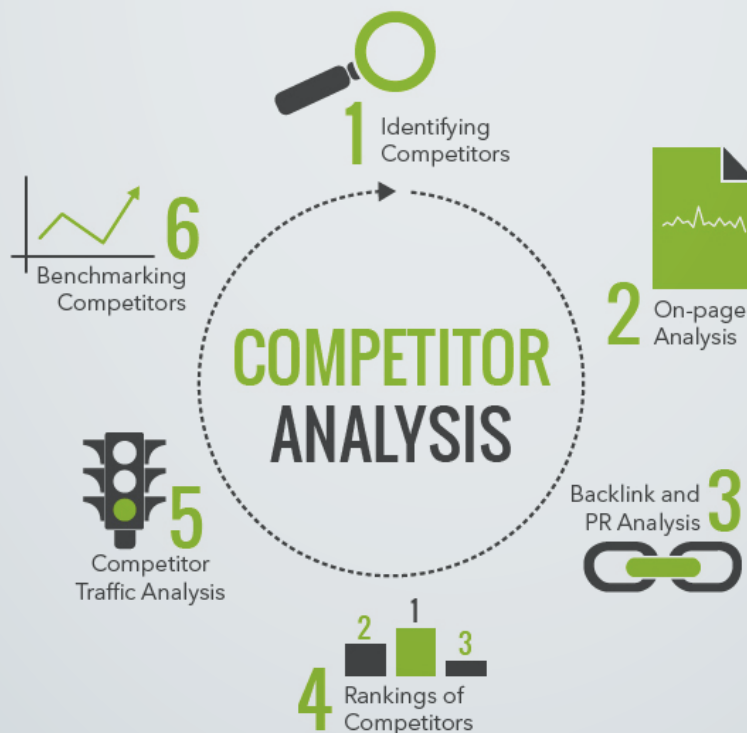 1 Identifying
Competitors
2 On-page
Analysis
Backlink and
PR Analysis 3
2 1 3
4 Rankings of
Competitors
5
Competitor
Traffic Analysis
6
Benchmarking
Competitors
COMPETITOR
ANALYSIS